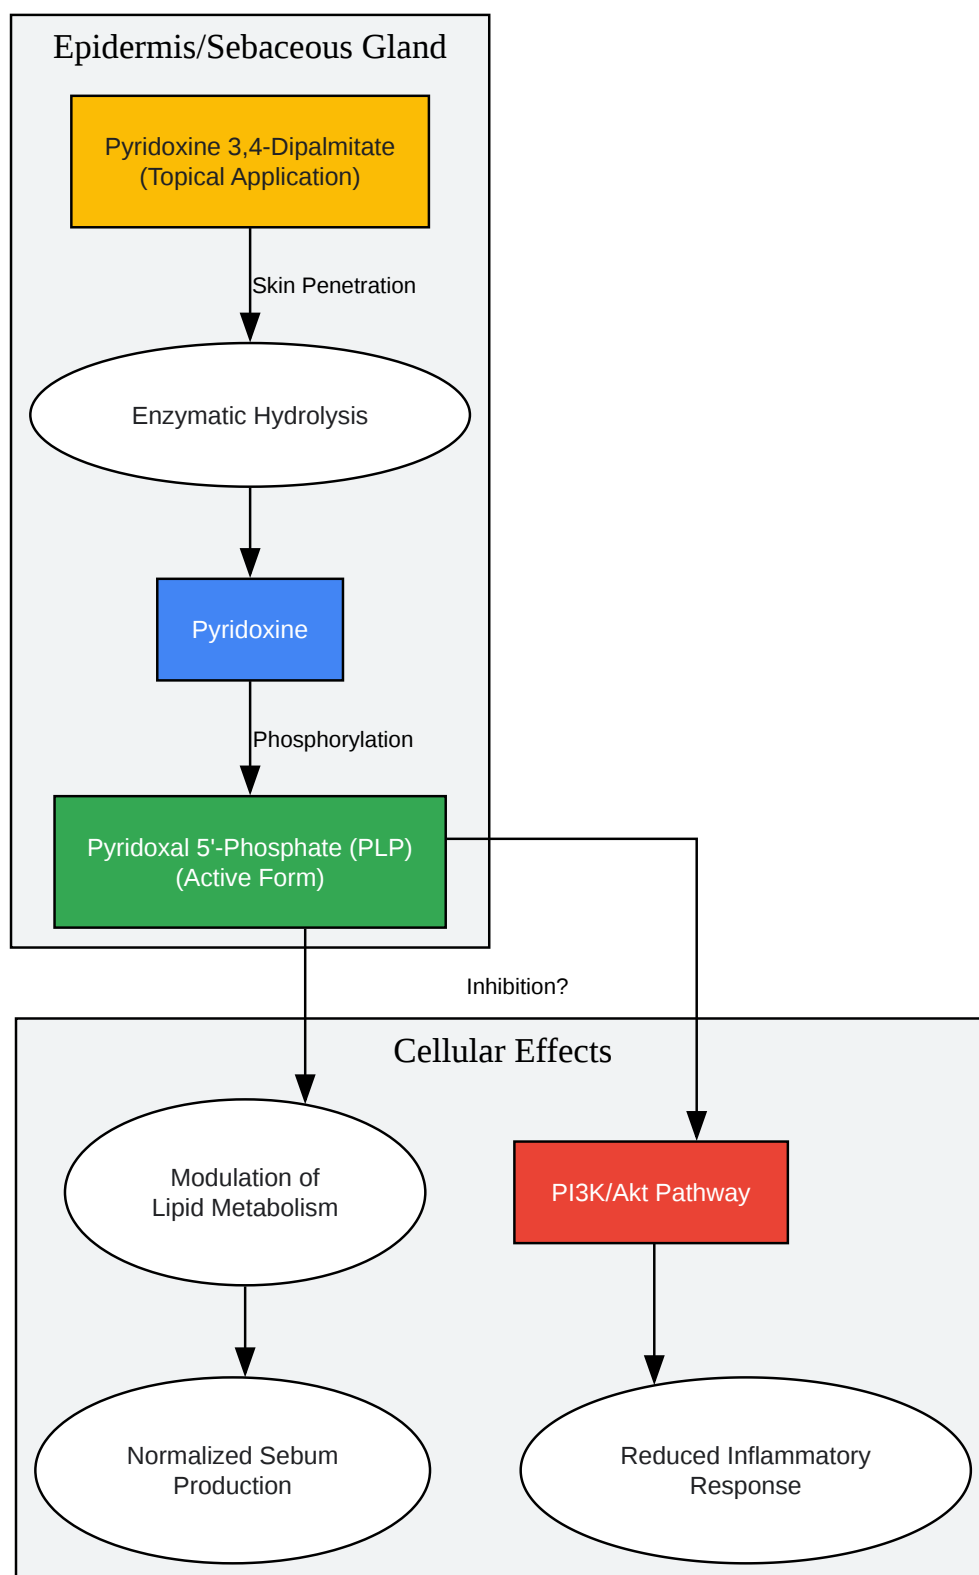 Epidermis/Sebaceous Gland
Pyridoxine 3,4-Dipalmitate
(Topical Application)
Skin Penetration
Enzymatic Hydrolysis
Pyridoxine
Phosphorylation
Pyridoxal 5'-Phosphate (PLP)
(Active Form)
Inhibition?
Cellular Effects
Modulation of
Lipid Metabolism
PI3K/Akt Pathway
Normalized Sebum
Production
Reduced Inflammatory
Response